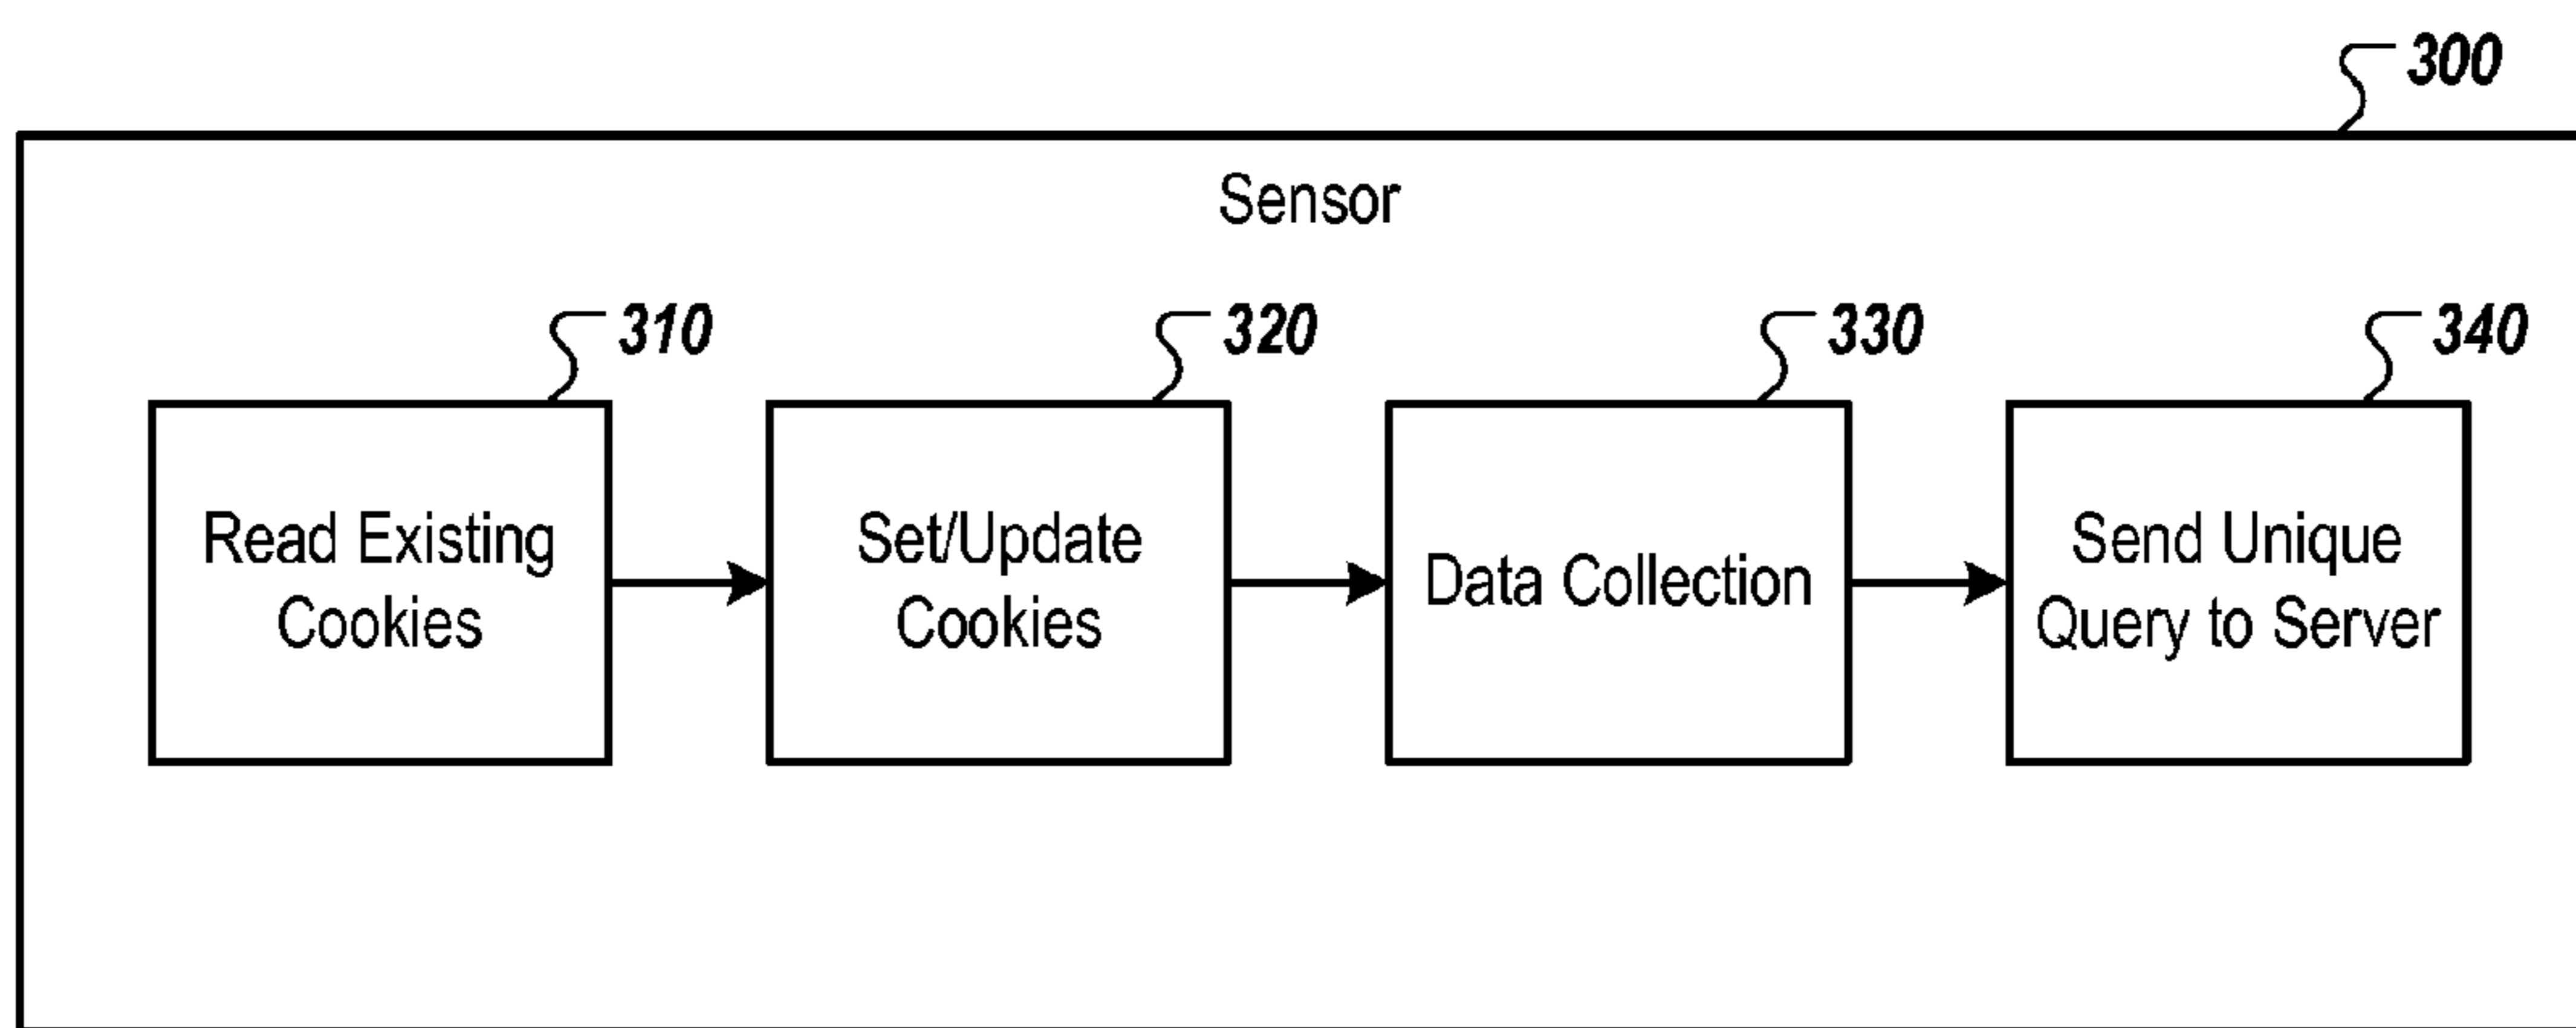 300
Sensor
310
320
330
340
Read Existing
Cookies
Set/Update
Cookies
Data Collection
Send Unique
Query to Server